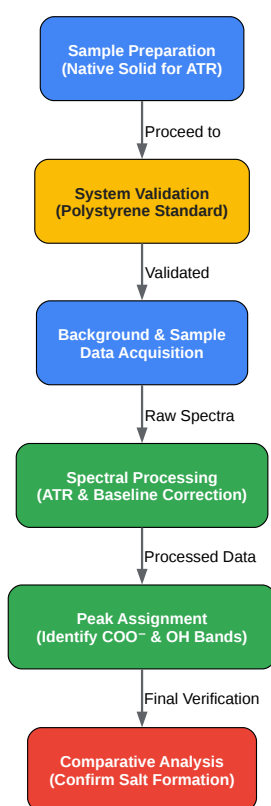 Sample Preparation
(Native Solid for ATR)
Proceed to
System Validation
(Polystyrene Standard)
Validated
Background & Sample
Data Acquisition
Raw Spectra
Spectral Processing
(ATR & Baseline Correction)
Processed Data
Peak Assignment
(Identify COO⁻ & OH Bands)
Final Verification
Comparative Analysis
(Confirm Salt Formation)